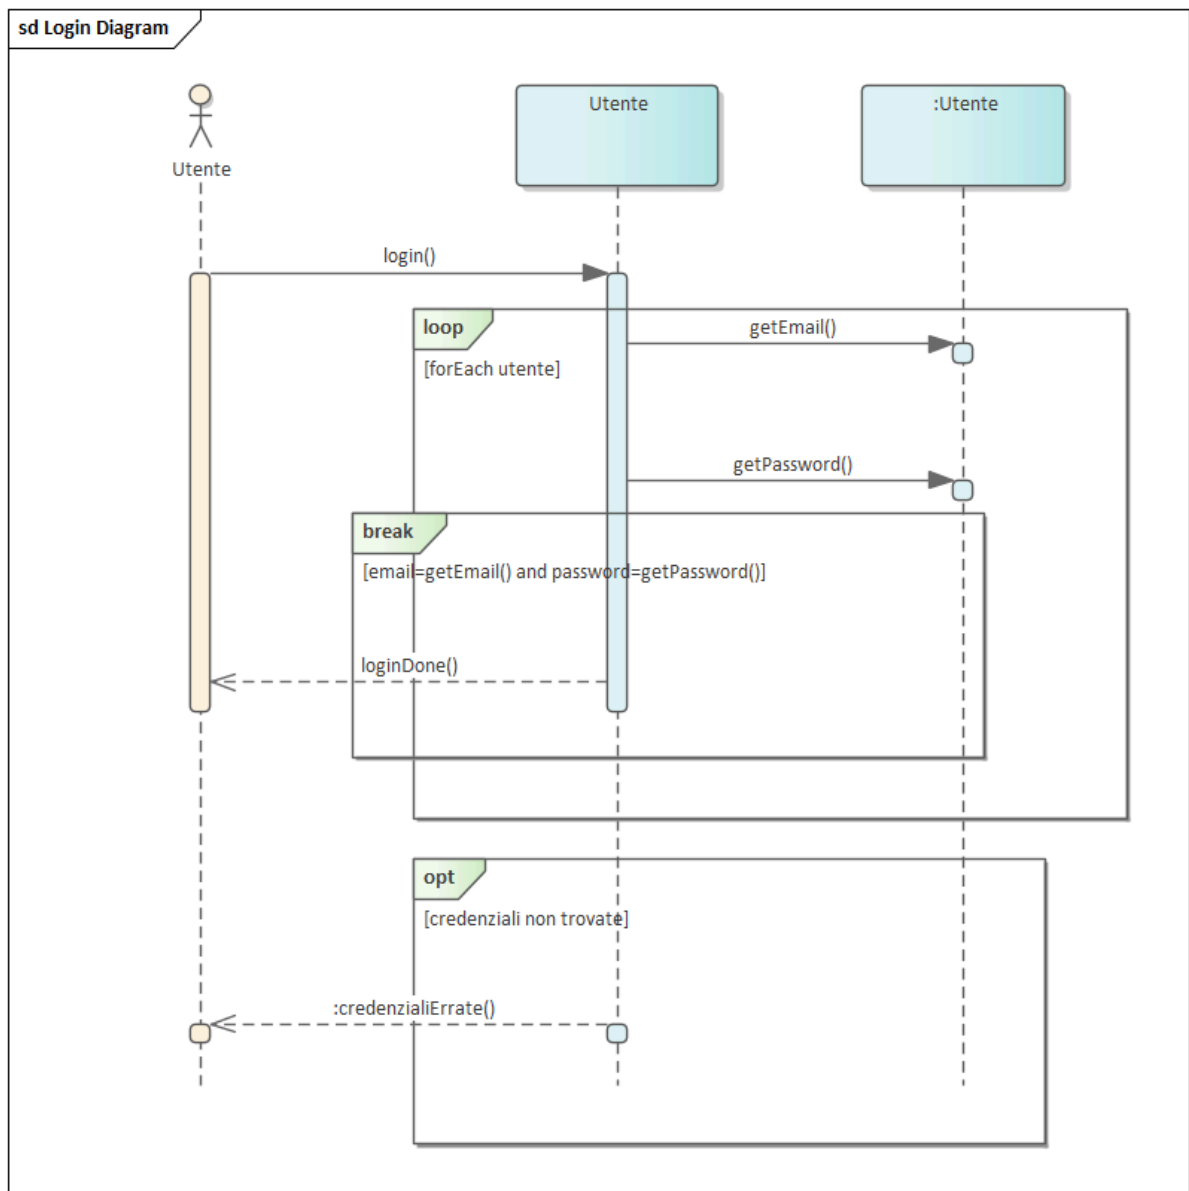 sd Login Diagram
Utente
Utente
:Utente
login()
loop
[forEach utente]
getEmail()
getPassword()
break
[email=getEmail() and password=getPassword()]
loginDone()
opt
[credenziali non trovate]
:credenzialiErrate()